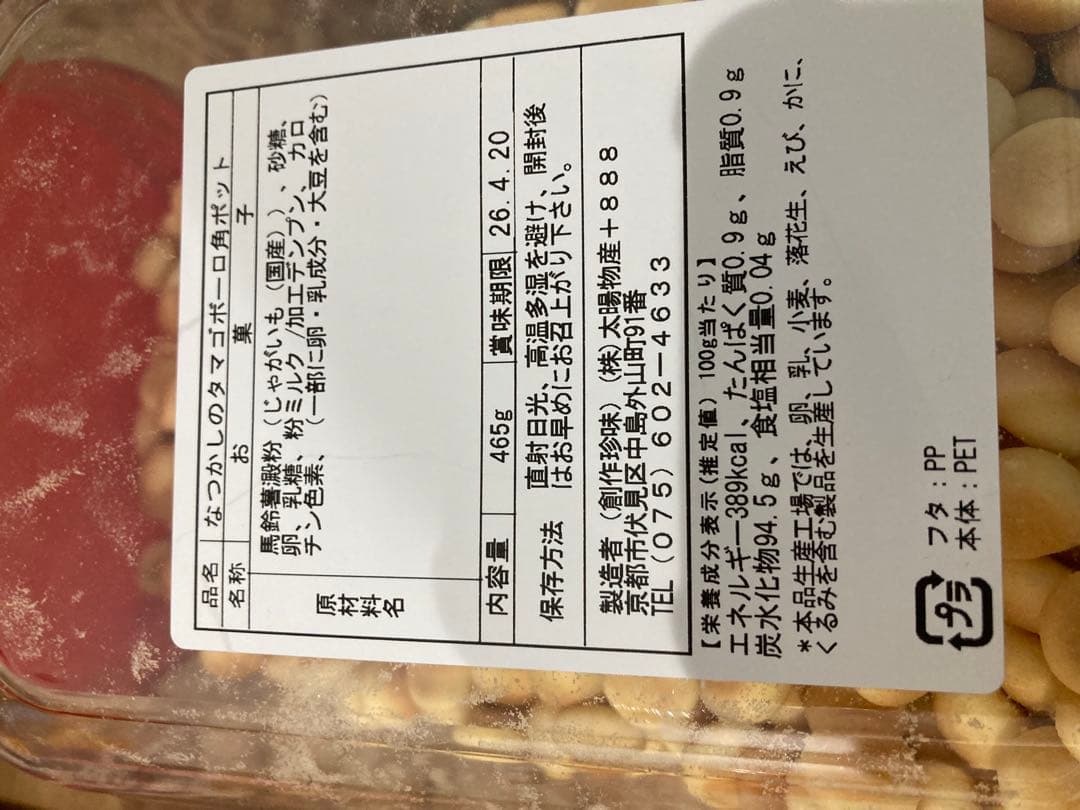 品名 なつかしのタマゴボーロ角ポット
名称 お菓子
原材料名 馬鈴薯澱粉（じゃがいも（国産））、砂糖、
卵、乳糖、粉ミルク/加工デンプン、カロ
チン色素、（一部に卵・乳成分・大豆を含む）
内容量 465g 賞味期限 26.4.20
保存方法 直射日光、高温多湿を避け、開封後
はお早めにお召上がり下さい。
製造者（創作珍味）（株）太陽物産＋888
京都市伏見区中島外山町91番
TEL（075）602－4633
【栄養成分表示（推定値）100g当たり】
エネルギー389kcal、たんぱく質0.9g、脂質0.9g
炭水化物94.5g、食塩相当量0.04g
*本品生産工場では、卵、乳、小麦、落花生、えび、かに、
くるみを含む製品を生産しています。
プラ
フタ：PP
本体：PET